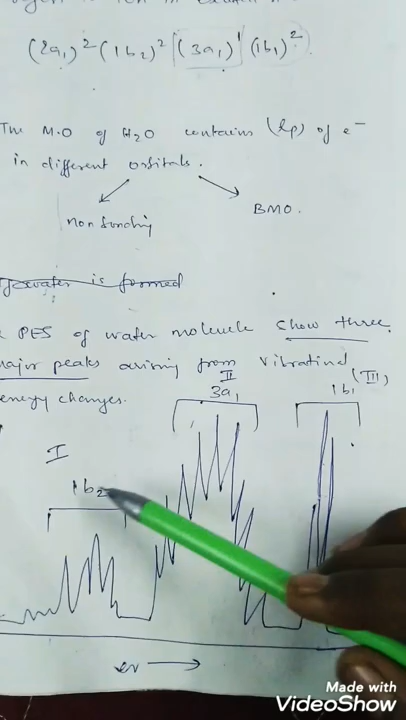 (2a₁)² (1b₂)² (3a₁)¹ (1b₁)²
The M.O of H₂O contains (lp) of e⁻
in different orbitals.
Non bonding
BMO.
water is formed
PES of water molecule show three
major peaks arising from
energy changes.
I
1b₂
II
3a₁
1b₁ (III)
ev →
Made with
VideoShow